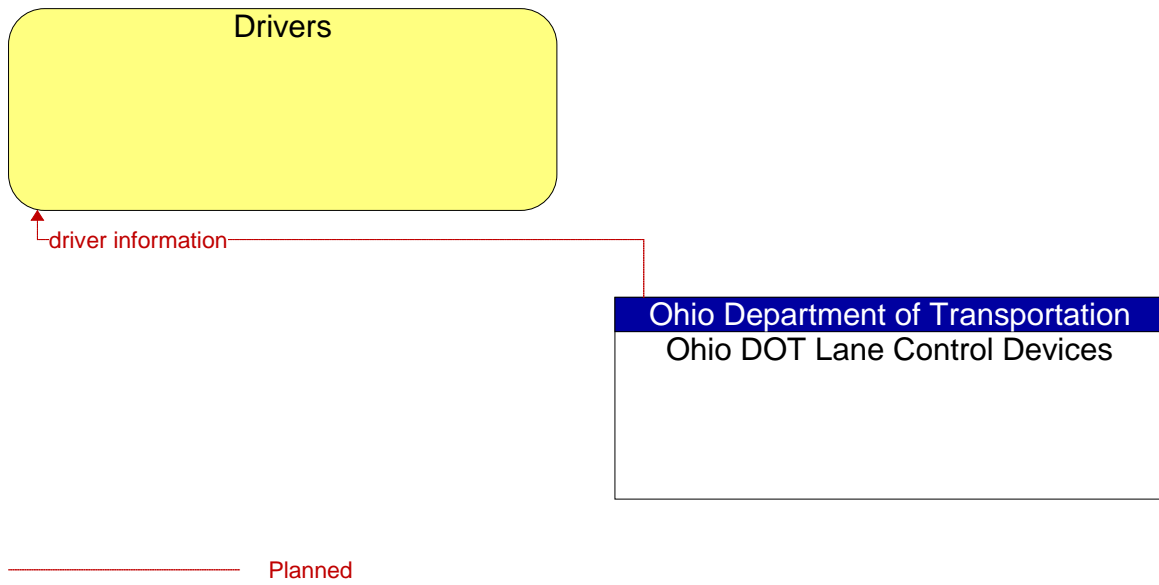 Drivers
driver information
Ohio Department of Transportation
Ohio DOT Lane Control Devices
Planned